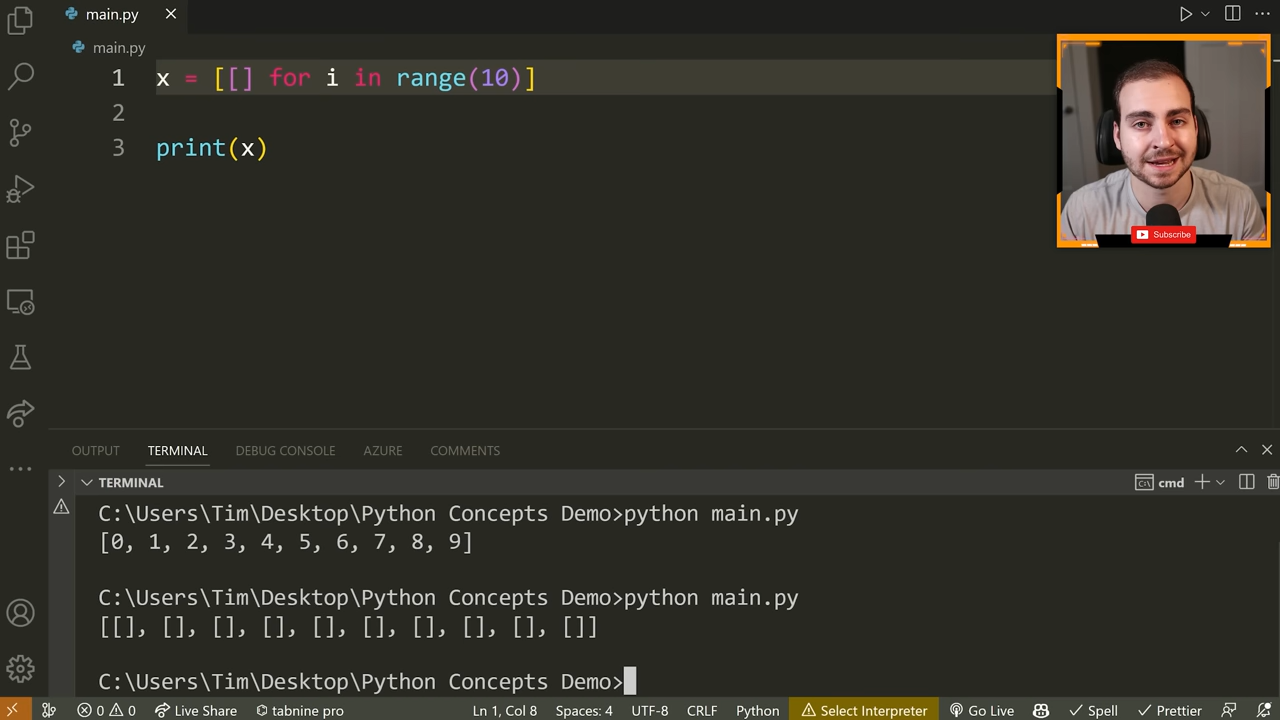 main.py
main.py
1 x = [[] for i in range(10)]
2
3 print(x)
Subscribe
OUTPUT TERMINAL DEBUG CONSOLE AZURE COMMENTS
TERMINAL cmd
C:\Users\Tim\Desktop\Python Concepts Demo>python main.py
[0, 1, 2, 3, 4, 5, 6, 7, 8, 9]
C:\Users\Tim\Desktop\Python Concepts Demo>python main.py
[[], [], [], [], [], [], [], [], [], []]
C:\Users\Tim\Desktop\Python Concepts Demo>
0 0 Live Share tabnine pro Ln 1, Col 8 Spaces: 4 UTF-8 CRLF Python Select Interpreter Go Live Spell Prettier